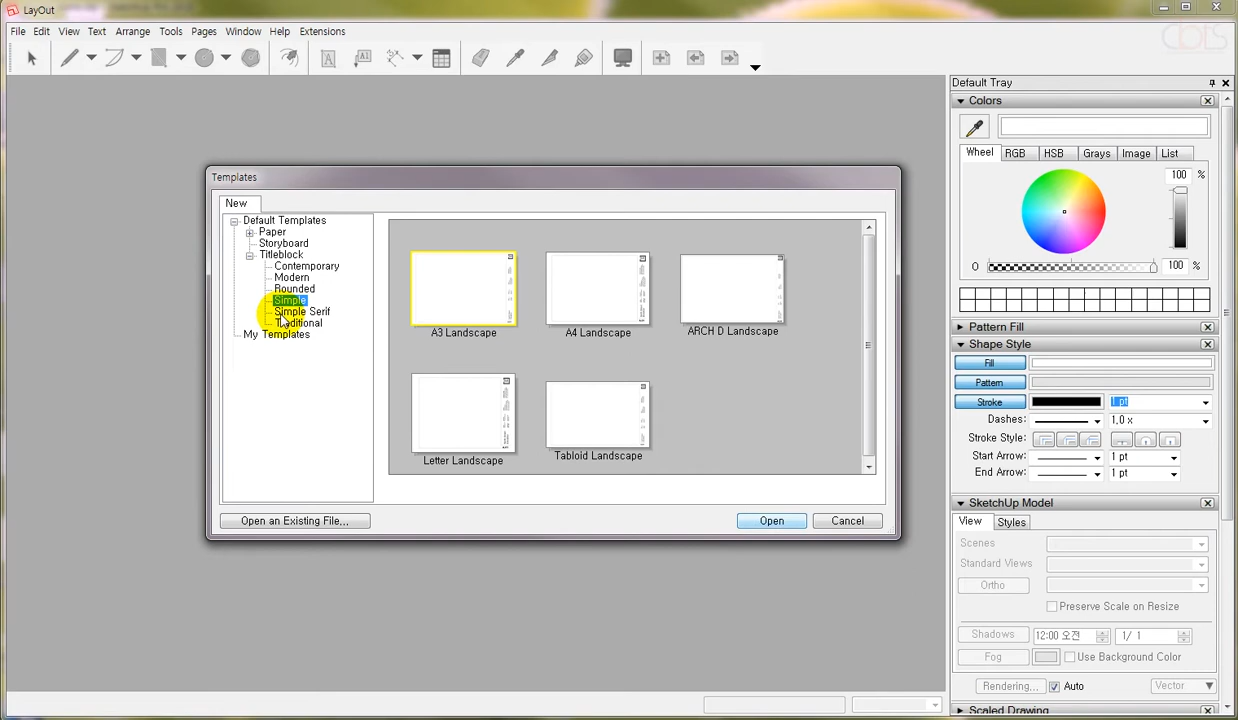 LayOut
cbts
File Edit View Text Arrange Tools Pages Window Help Extensions
Default Tray
Colors
Wheel RGB HSB Grays Image List
100 %
0 100 %
Pattern Fill
Shape Style
Fill
Pattern
Stroke 1 pt
Dashes: 1.0 x
Stroke Style:
Start Arrow: 1 pt
End Arrow: 1 pt
SketchUp Model
View Styles
Scenes
Standard Views
Ortho
Preserve Scale on Resize
Shadows 12:00 오전 1/ 1
Fog Use Background Color
Rendering... Auto Vector
Scaled Drawing
Templates
New
Default Templates
Paper
Storyboard
Titleblock
Contemporary
Modern
Rounded
Simple
Simple Serif
Traditional
My Templates
A3 Landscape A4 Landscape ARCH D Landscape
Letter Landscape Tabloid Landscape
Open an Existing File... Open Cancel